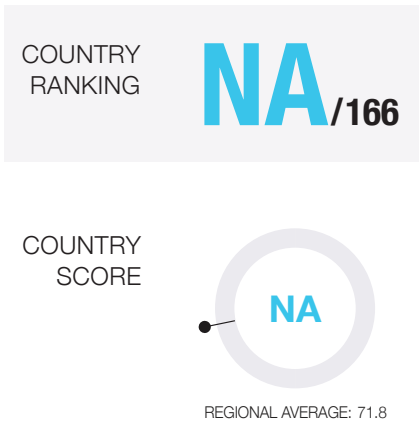 COUNTRY
RANKING
NA/166
COUNTRY
SCORE
NA
REGIONAL AVERAGE: 71.8